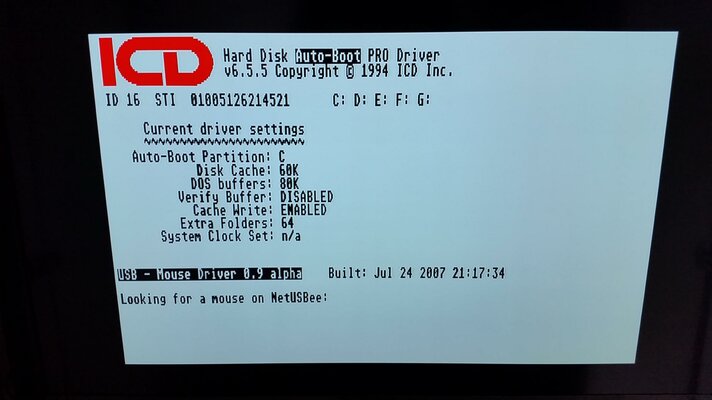 ICD
Hard Disk Auto-Boot PRO Driver
v6.5.5 Copyright © 1994 ICD Inc.
ID 16 STI 01005126214521 C: D: E: F: G:
Current driver settings
Auto-Boot Partition: C
Disk Cache: 60K
DOS buffers: 80K
Verify Buffer: DISABLED
Cache Write: ENABLED
Extra Folders: 64
System Clock Set: n/a
USB - Mouse Driver 0.9 alpha Built: Jul 24 2007 21:17:34
Looking for a mouse on NetUSBee: